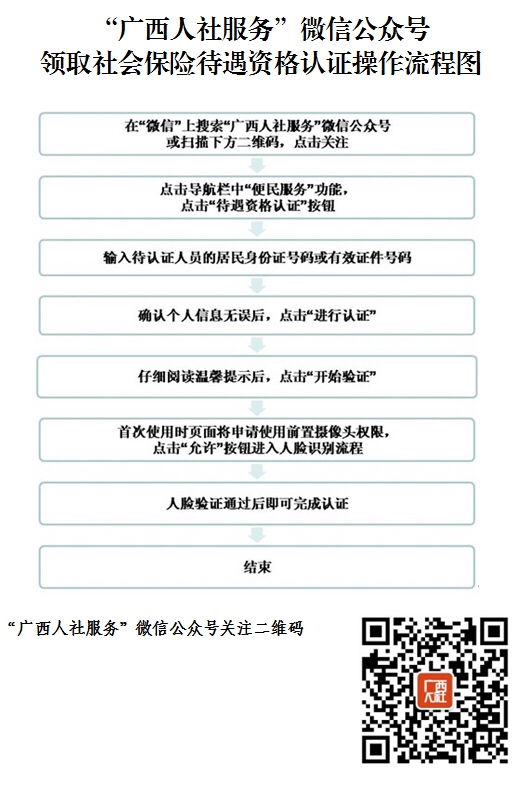 “广西人社服务”微信公众号
领取社会保险待遇资格认证操作流程图
在“微信”上搜索“广西人社服务”微信公众号
或扫描下方二维码，点击关注
点击导航栏中“便民服务”功能，
点击“待遇资格认证”按钮
输入待认证人员的居民身份证号码或有效证件号码
确认个人信息无误后，点击“进行认证”
仔细阅读温馨提示后，点击“开始验证”
首次使用时页面将申请使用前置摄像头权限，
点击“允许”按钮进入人脸识别流程
人脸验证通过后即可完成认证
结束
“广西人社服务”微信公众号关注二维码
广西
人社